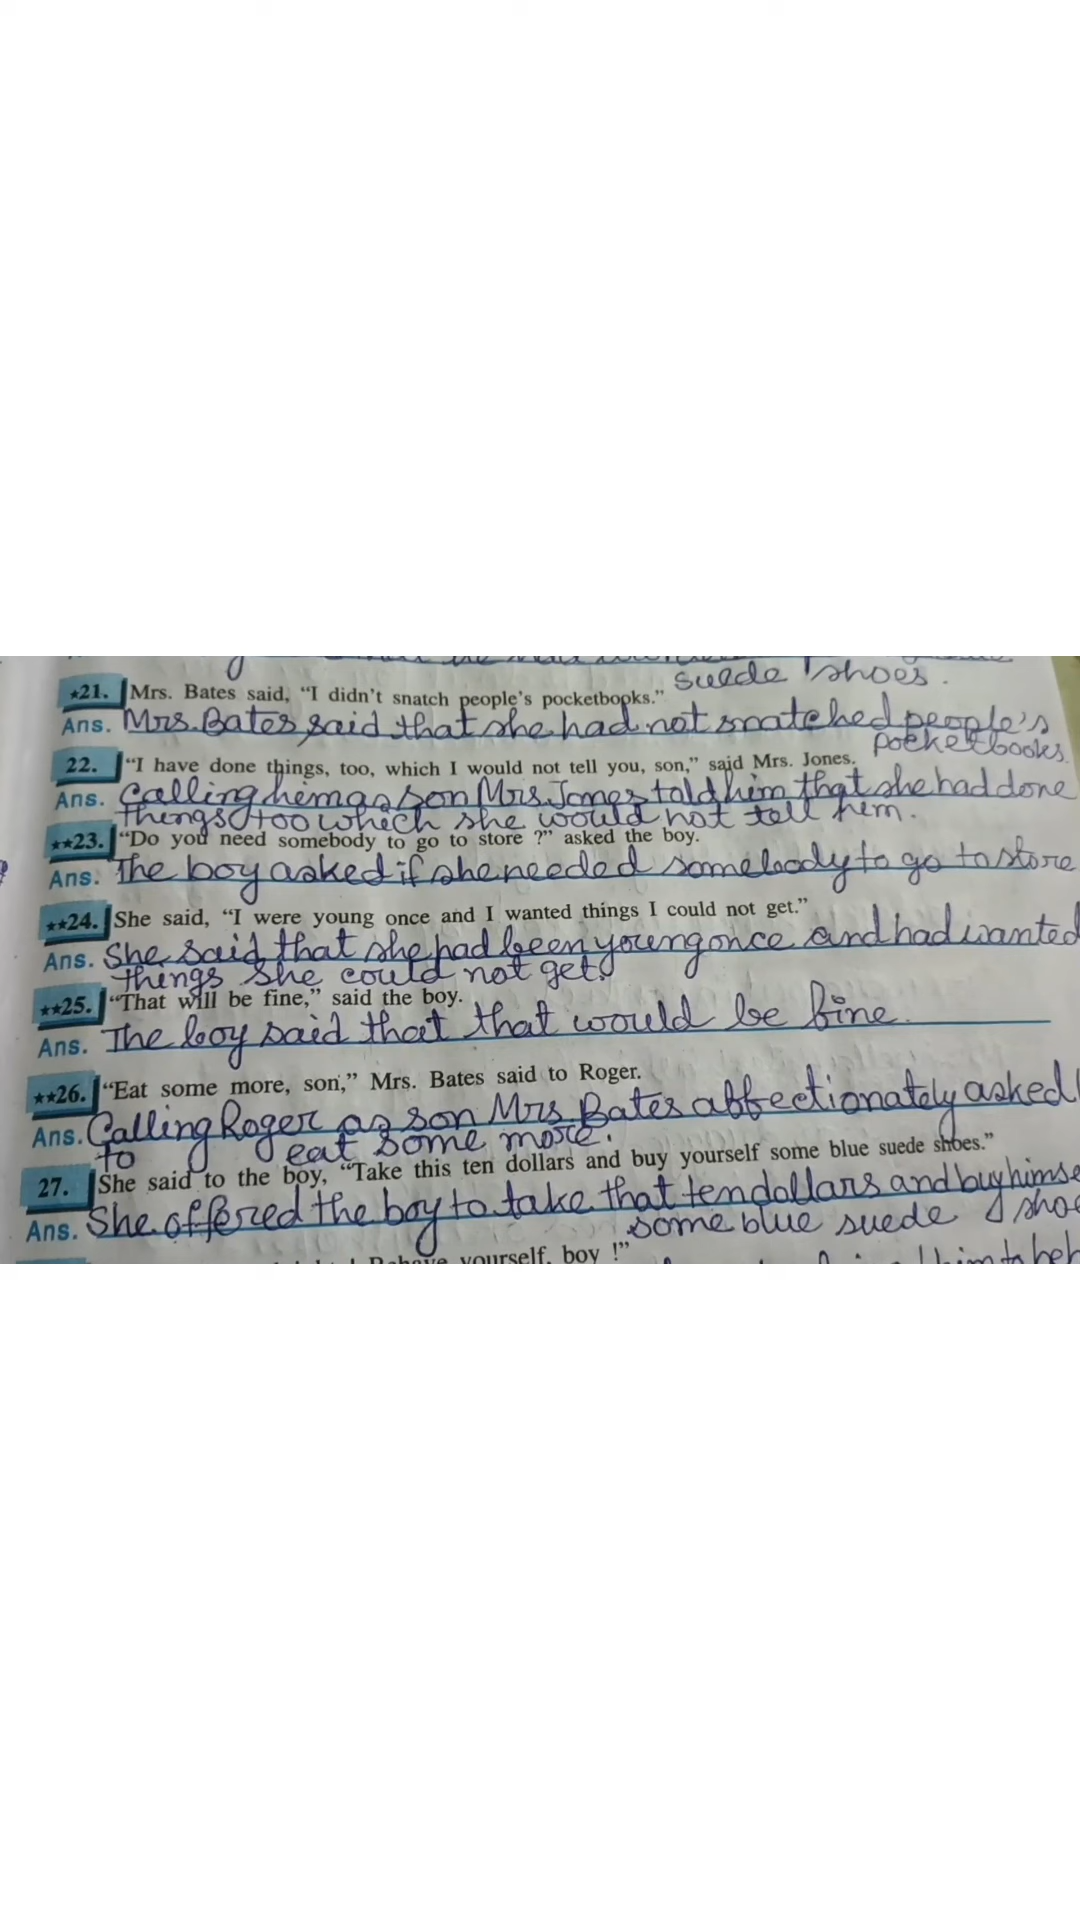 suede shoes.
*21. Mrs. Bates said, “I didn’t snatch people’s pocketbooks.”
Ans. Mrs. Bates said that she had not snatched people's
pocketbooks.
22. “I have done things, too, which I would not tell you, son,” said Mrs. Jones.
Ans. Calling him as son Mrs. Jones told him that she had done
things too which she would not tell him.
**23. “Do you need somebody to go to store ?” asked the boy.
Ans. The boy asked if she needed somebody to go to store
**24. She said, “I were young once and I wanted things I could not get.”
Ans. She said that she had been young once and had wanted
things she could not get.
**25. “That will be fine,” said the boy.
Ans. The boy said that that would be fine.
**26. “Eat some more, son,” Mrs. Bates said to Roger.
Ans. Calling Roger as son Mrs Bates affectionately asked
to eat some more.
27. She said to the boy, “Take this ten dollars and buy yourself some blue suede shoes.”
Ans. She offered the boy to take that ten dollars and buy himse
some blue suede shoe
yourself, boy !”
him to beh